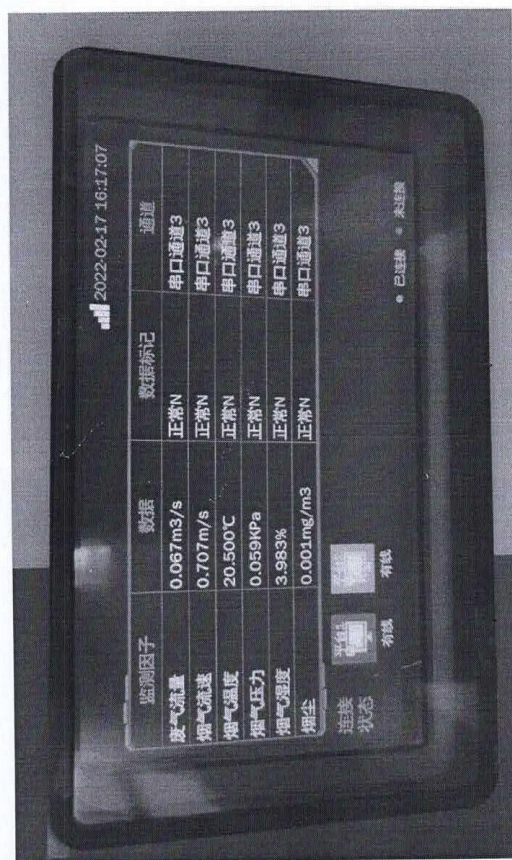 2022-02-17 16:17:07
监测因子 数据 数据标记 通道
废气流量 0.067m3/s 正常N 串口通道3
烟气流速 0.707m/s 正常N 串口通道3
烟气温度 20.500℃ 正常N 串口通道3
烟气压力 0.059KPa 正常N 串口通道3
烟气湿度 3.983% 正常N 串口通道3
烟尘 0.001mg/m3 正常N 串口通道3
连接
状态
平台1
有线 有线
已连接 未连接